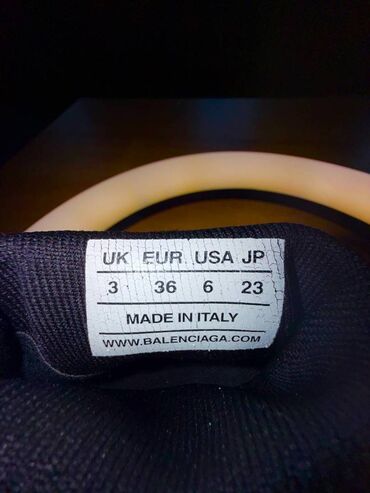 UK EUR USA JP
3 36 6 23
MADE IN ITALY
WWW.BALENCIAGA.COM